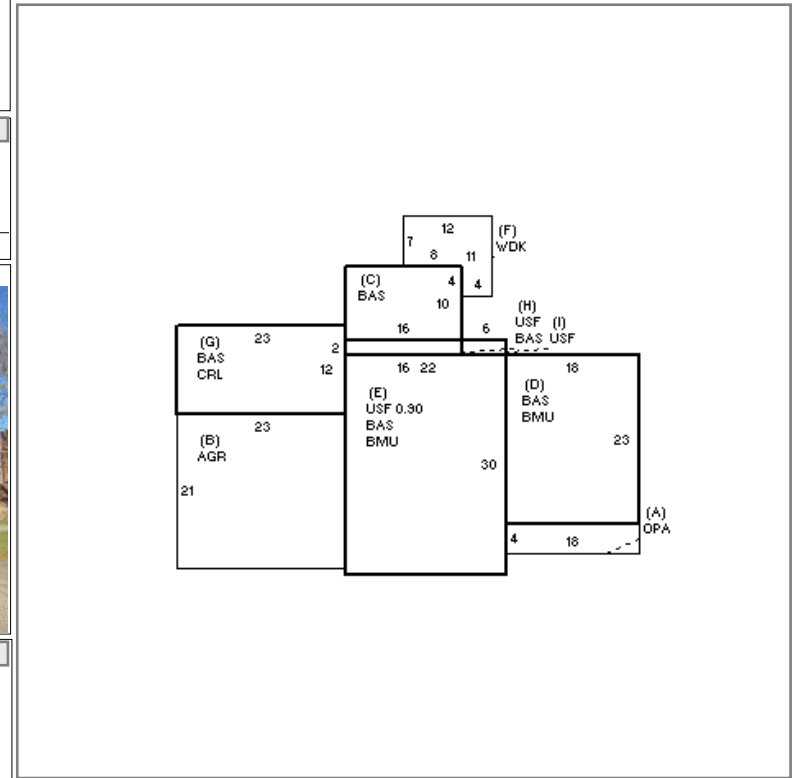 12
7
(F)
WDK
8
11
(C)
BAS
4
4
10
(H)
USF
BAS
(I)
USF
16
6
(G)
BAS
CRL
23
2
12
16 22
18
(E)
USF 0.90
BAS
BMU
(D)
BAS
BMU
23
(B)
AGR
23
30
21
(A)
OPA
4
18